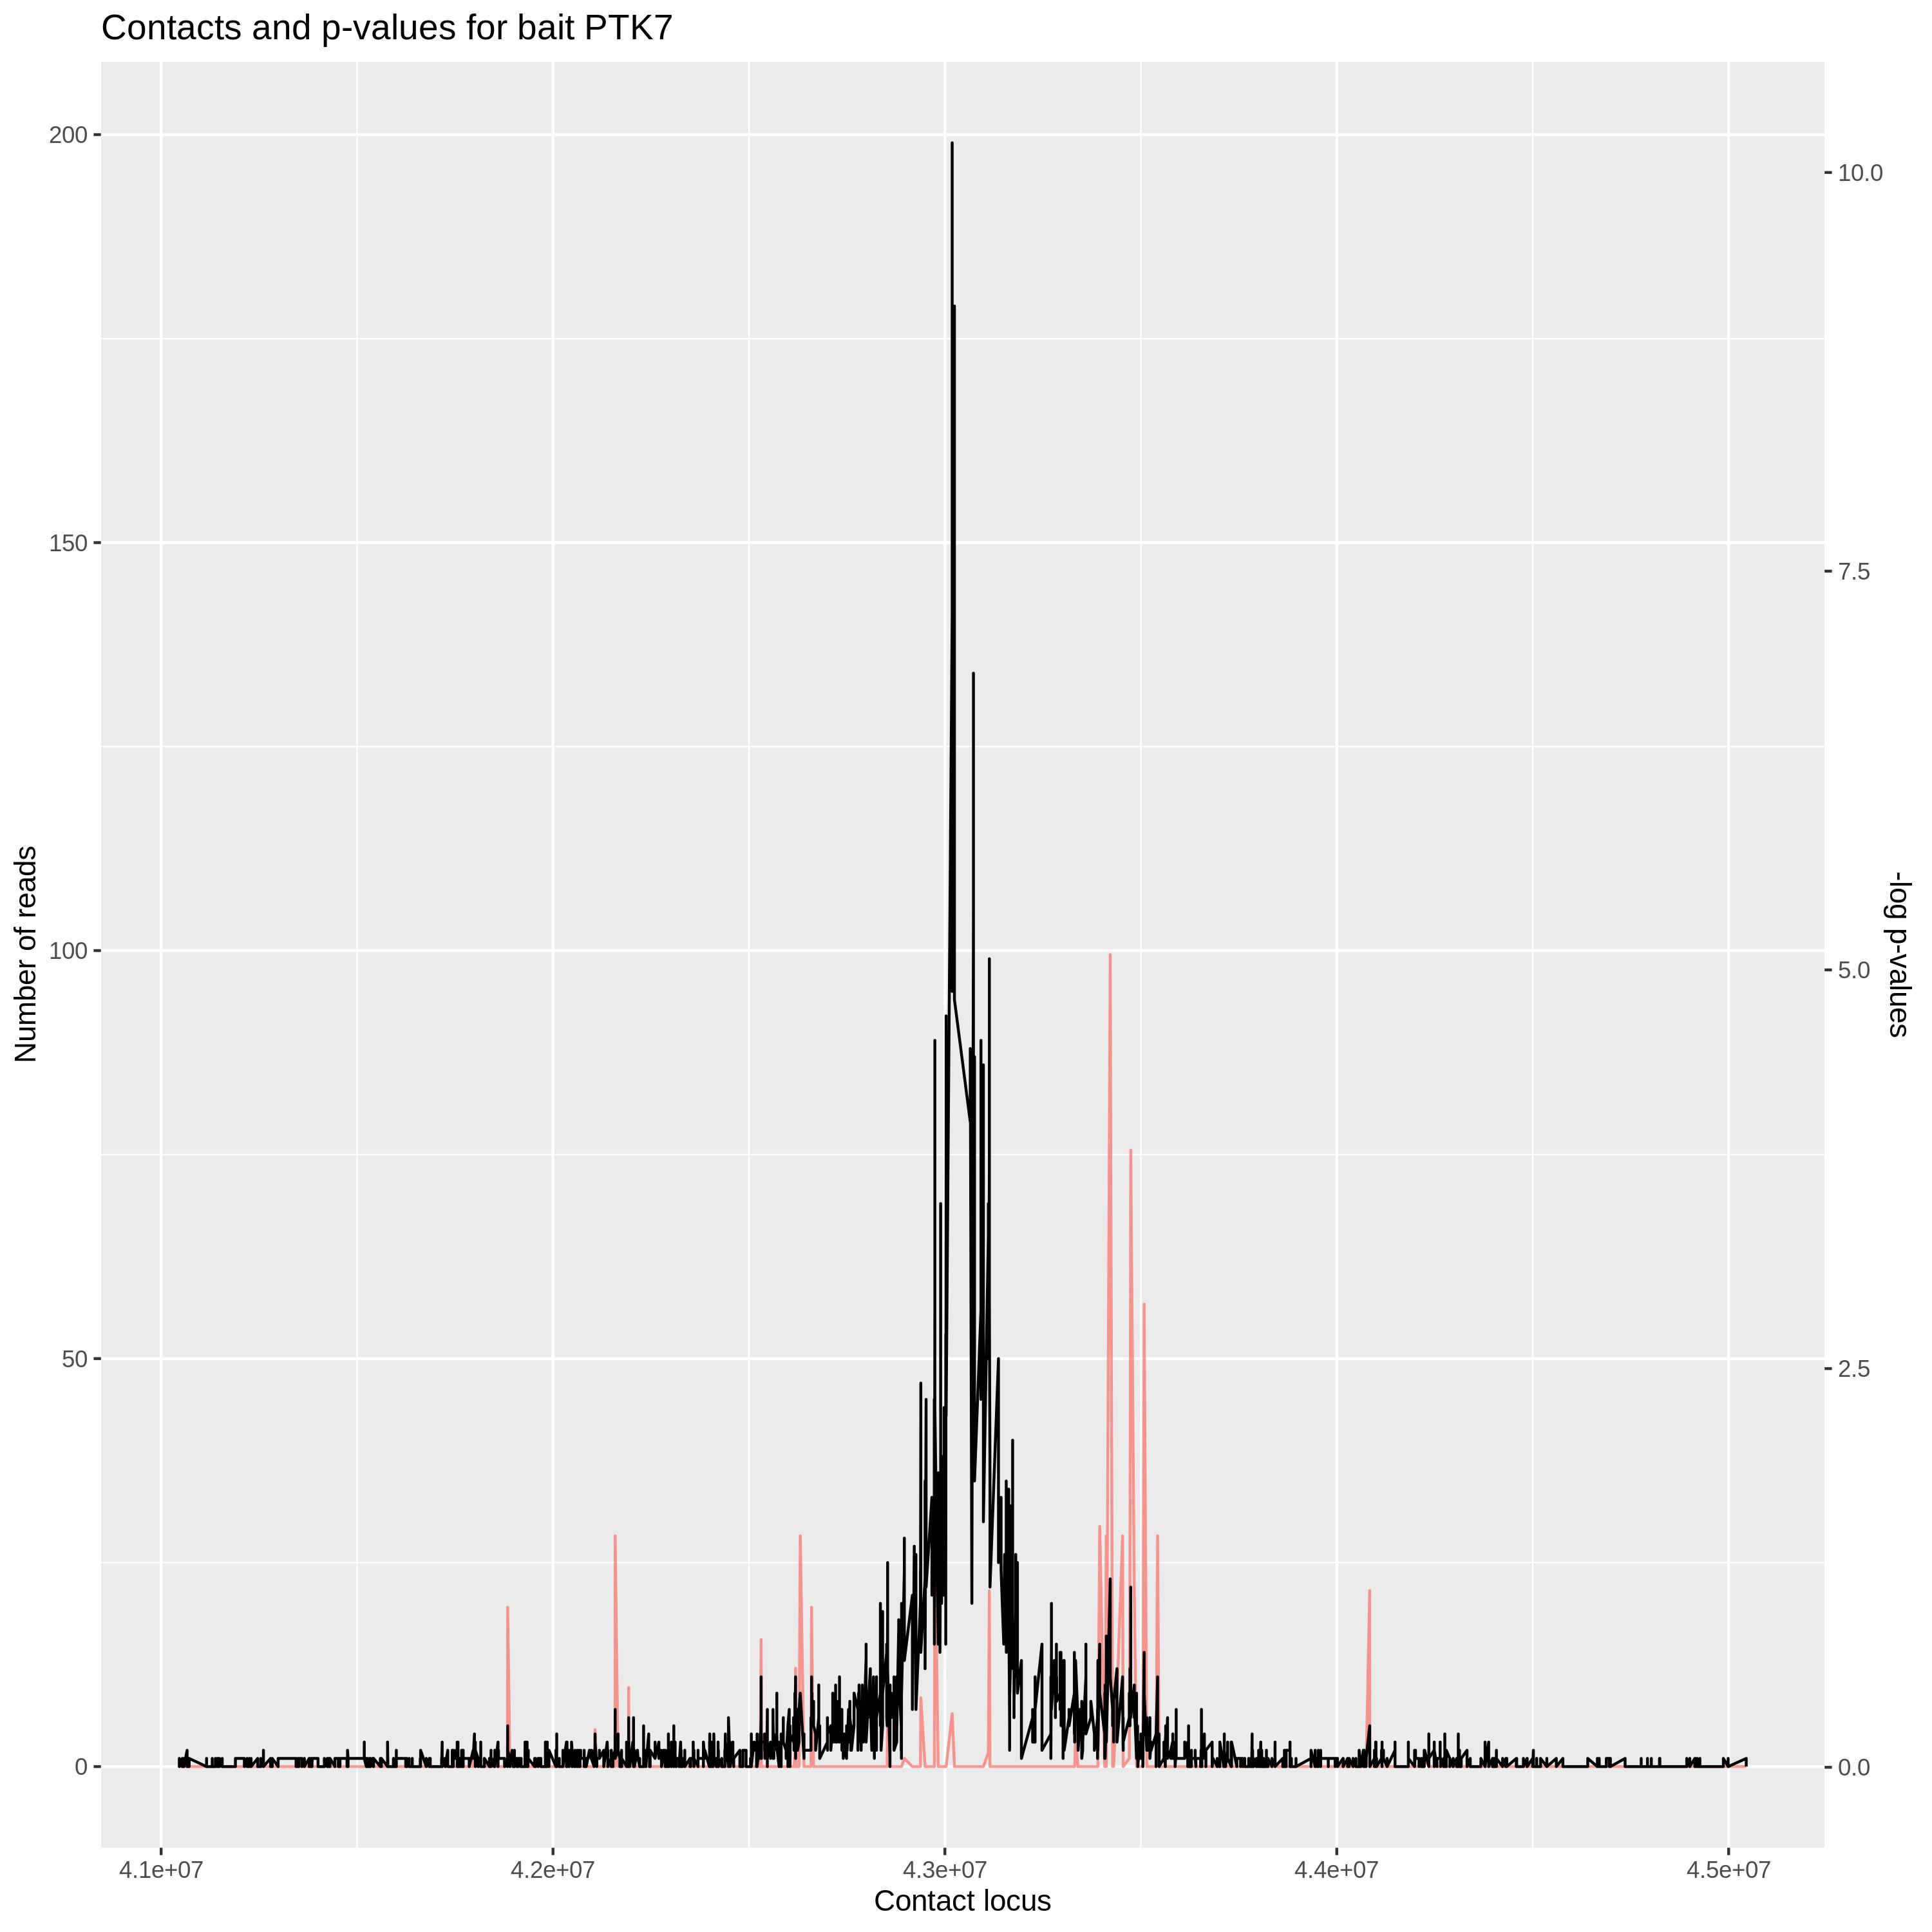 Contacts and p-values for bait PTK7
200
150
100
50
0
Number of reads
10.0
7.5
5.0
2.5
0.0
-log p-values
4.1e+07
4.2e+07
4.3e+07
4.4e+07
4.5e+07
Contact locus